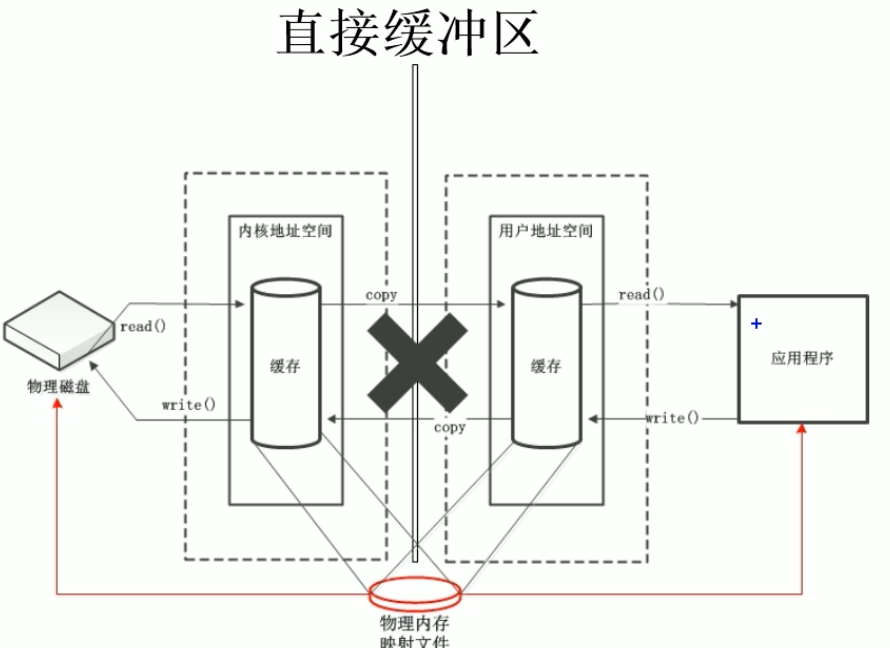 直接缓冲区
内核地址空间
用户地址空间
copy
read()
read()
缓存
缓存
应用程序
物理磁盘
write()
write()
copy
物理内存
映射文件